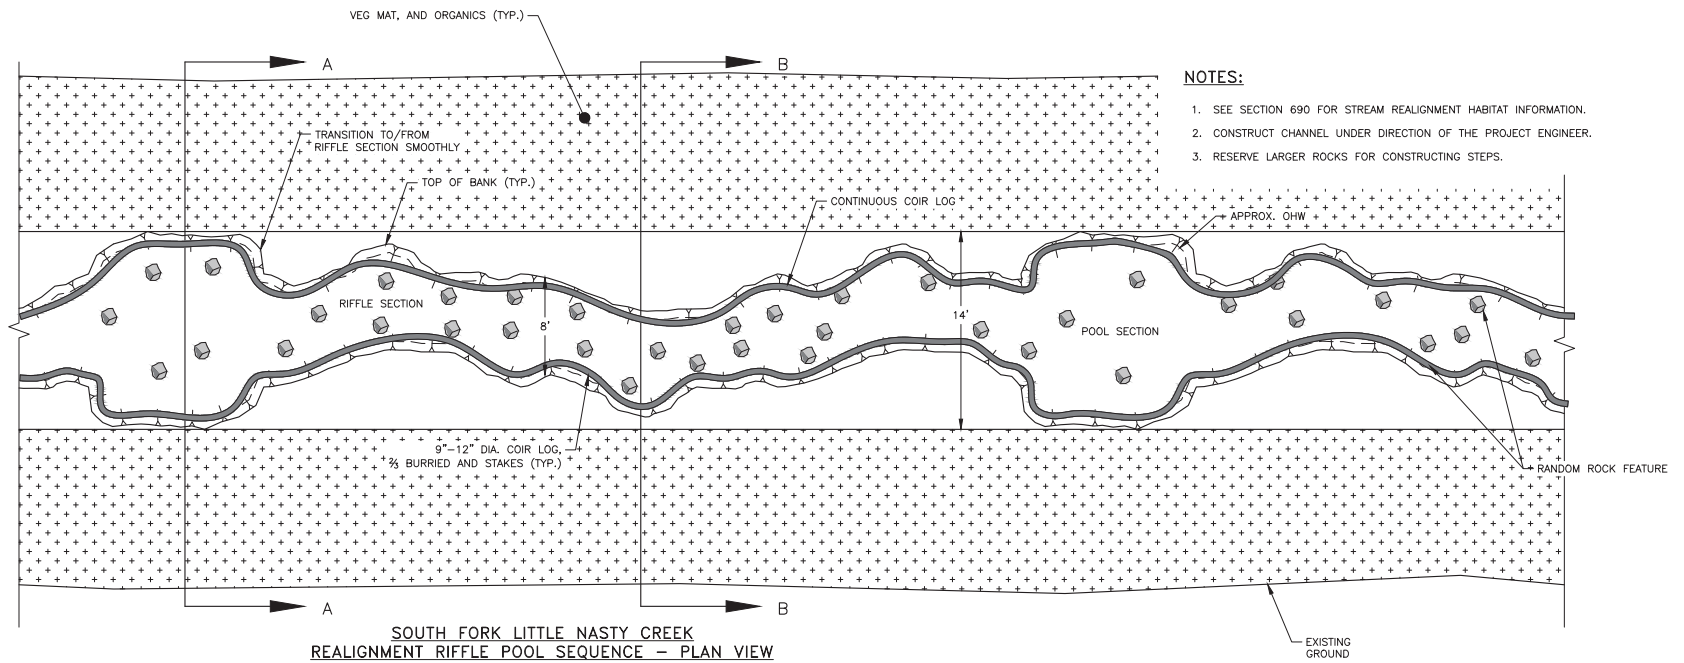 VEG MAT, AND ORGANICS (TYP.)
A
B
NOTES:
1. SEE SECTION 690 FOR STREAM REALIGNMENT HABITAT INFORMATION.
2. CONSTRUCT CHANNEL UNDER DIRECTION OF THE PROJECT ENGINEER.
3. RESERVE LARGER ROCKS FOR CONSTRUCTING STEPS.
TRANSITION TO/FROM
RIFFLE SECTION SMOOTHLY
TOP OF BANK (TYP.)
CONTINUOUS COIR LOG
APPROX. OHW
RIFFLE SECTION
8'
14'
POOL SECTION
9"-12" DIA. COIR LOG,
⅔ BURRIED AND STAKES (TYP.)
RANDOM ROCK FEATURE
A
B
SOUTH FORK LITTLE NASTY CREEK
REALIGNMENT RIFFLE POOL SEQUENCE – PLAN VIEW
EXISTING
GROUND